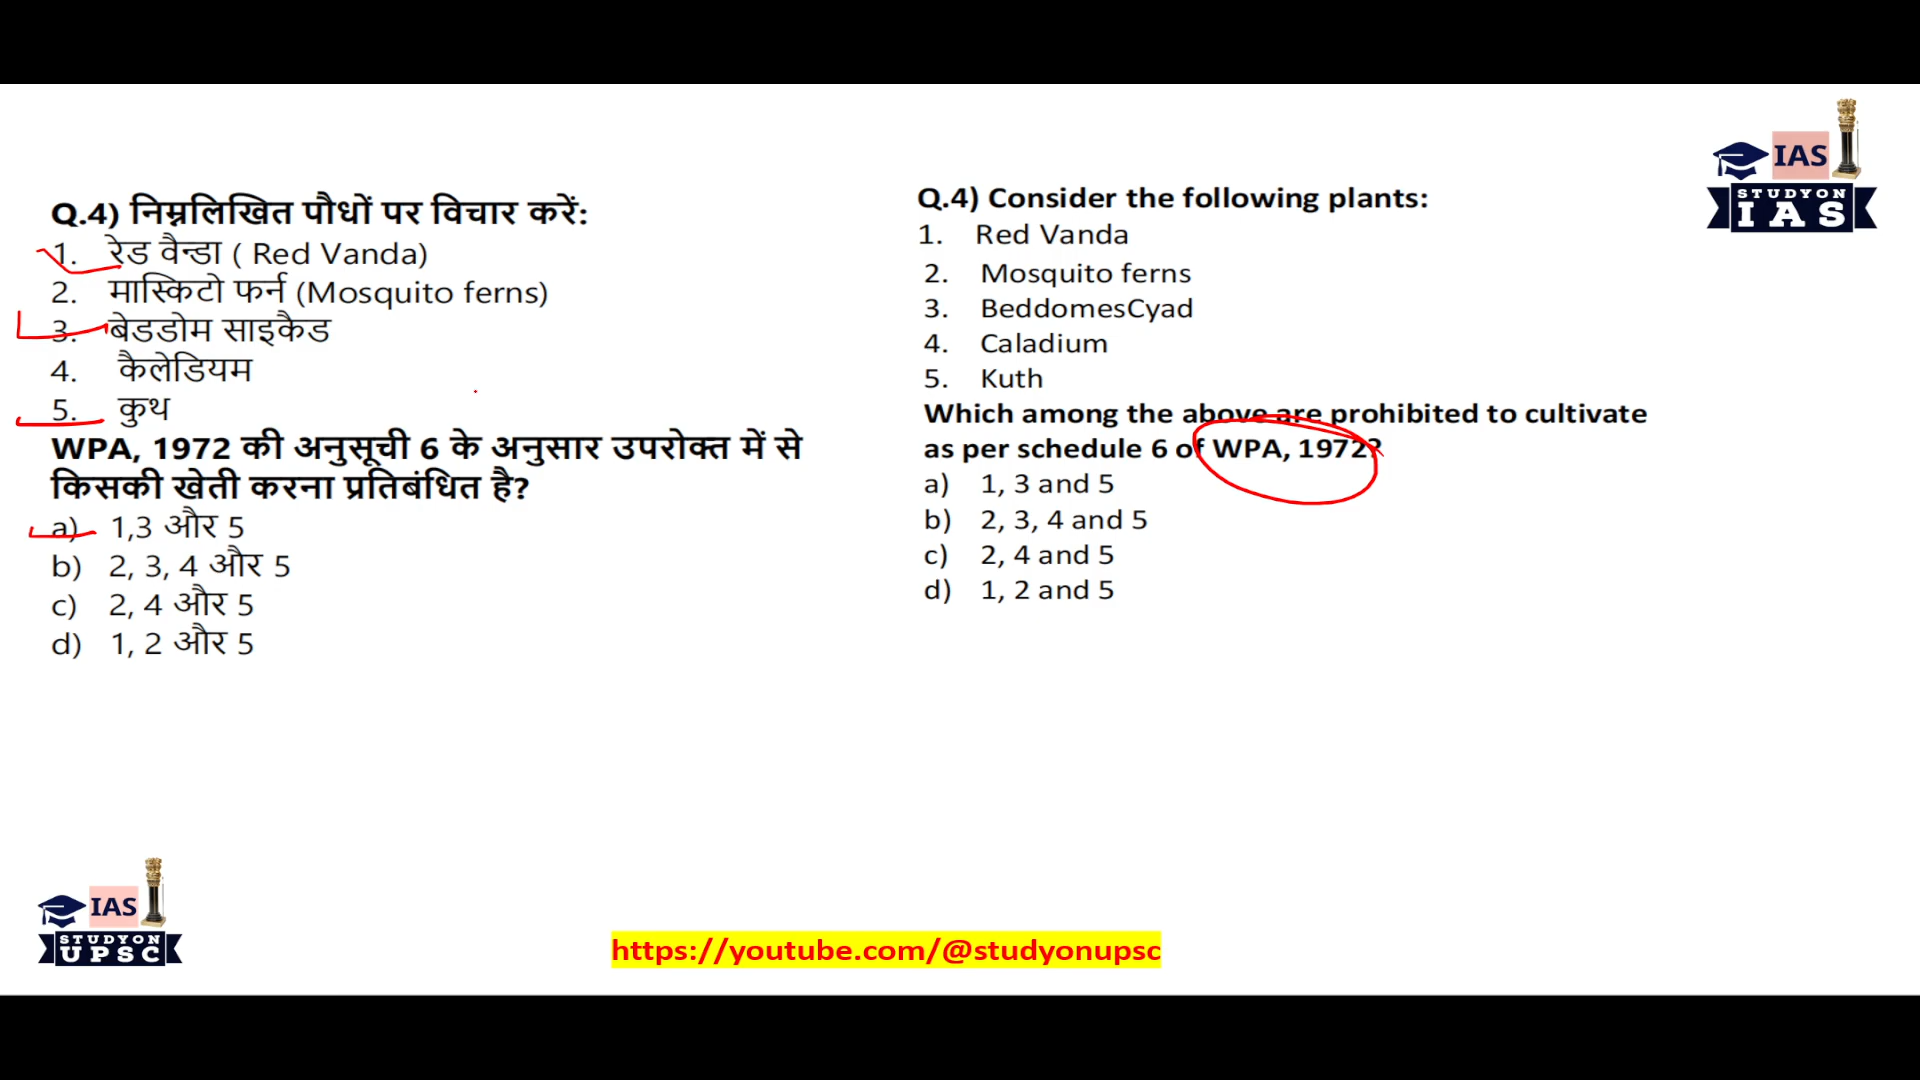 Q.4) निम्नलिखित पौधों पर विचार करें:
1. रेड वैन्डा ( Red Vanda)
2. मास्किटो फर्न (Mosquito ferns)
3. बेडडोम साइकैड
4. कैलेडियम
5. कुथ
WPA, 1972 की अनुसूची 6 के अनुसार उपरोक्त में से
किसकी खेती करना प्रतिबंधित है?
a) 1,3 और 5
b) 2, 3, 4 और 5
c) 2, 4 और 5
d) 1, 2 और 5
Q.4) Consider the following plants:
1. Red Vanda
2. Mosquito ferns
3. BeddomesCyad
4. Caladium
5. Kuth
Which among the above are prohibited to cultivate
as per schedule 6 of WPA, 1972?
a) 1, 3 and 5
b) 2, 3, 4 and 5
c) 2, 4 and 5
d) 1, 2 and 5
IAS
STUDYON
IAS
IAS
STUDYON
UPSC
https://youtube.com/@studyonupsc